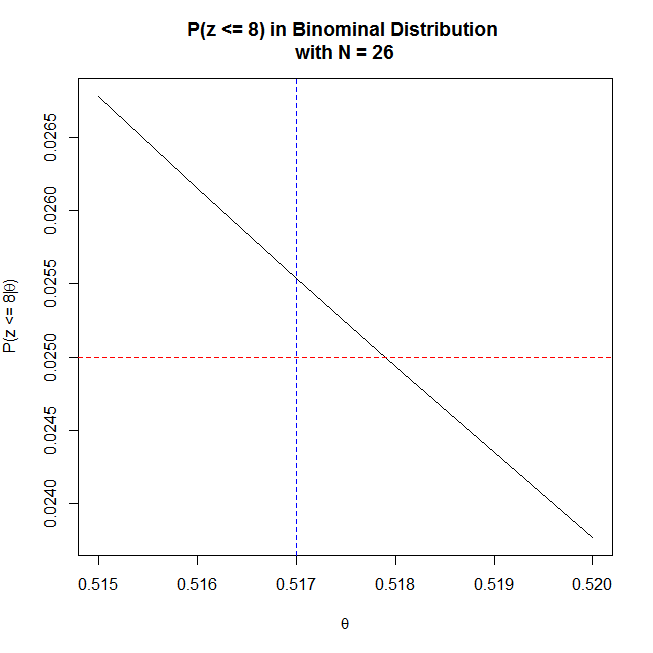 P(z <= 8) in Binominal Distribution
with N = 26
P(z <= 8|θ)
0.0265
0.0260
0.0255
0.0250
0.0245
0.0240
0.515 0.516 0.517 0.518 0.519 0.520
θ